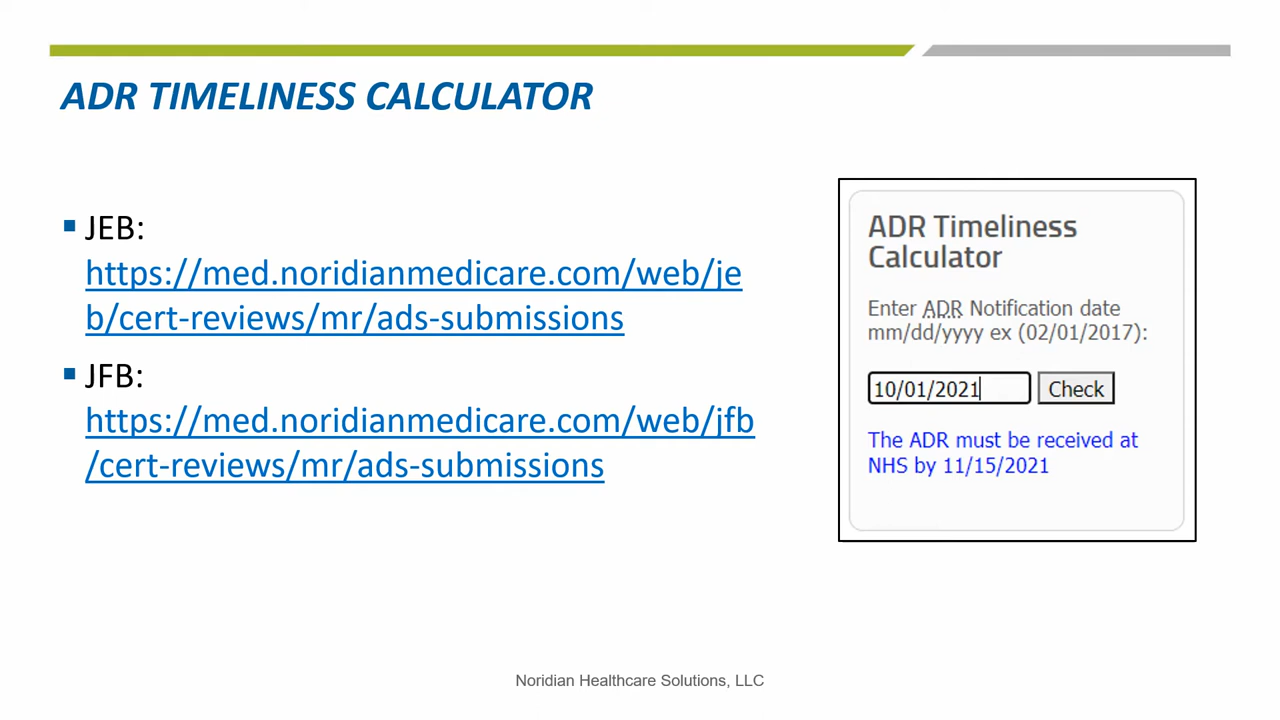 ADR TIMELINESS CALCULATOR
JEB:
https://med.noridianmedicare.com/web/je
b/cert-reviews/mr/ads-submissions
JFB:
https://med.noridianmedicare.com/web/jfb
/cert-reviews/mr/ads-submissions
ADR Timeliness
Calculator
Enter ADR Notification date
mm/dd/yyyy ex (02/01/2017):
10/01/2021 Check
The ADR must be received at
NHS by 11/15/2021
Noridian Healthcare Solutions, LLC